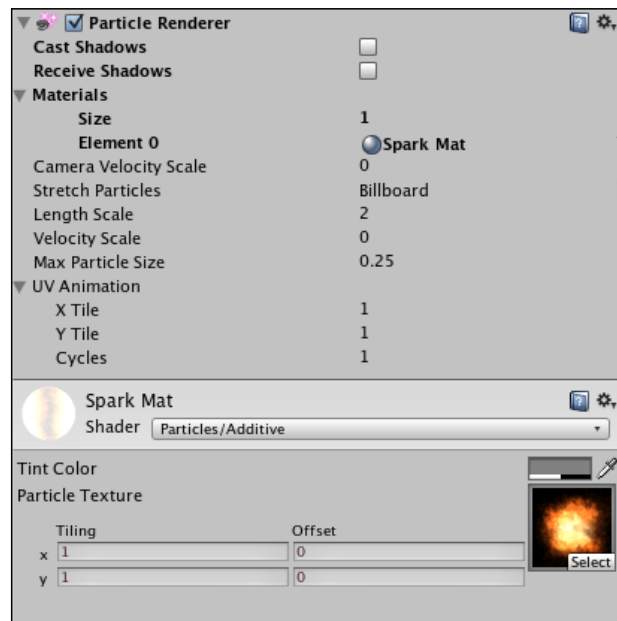 Particle Renderer
Cast Shadows
Receive Shadows
Materials
Size 1
Element 0 Spark Mat
Camera Velocity Scale 0
Stretch Particles Billboard
Length Scale 2
Velocity Scale 0
Max Particle Size 0.25
UV Animation
X Tile 1
Y Tile 1
Cycles 1
Spark Mat
Shader Particles/Additive
Tint Color
Particle Texture
Tiling Offset
x 1 0
y 1 0
Select